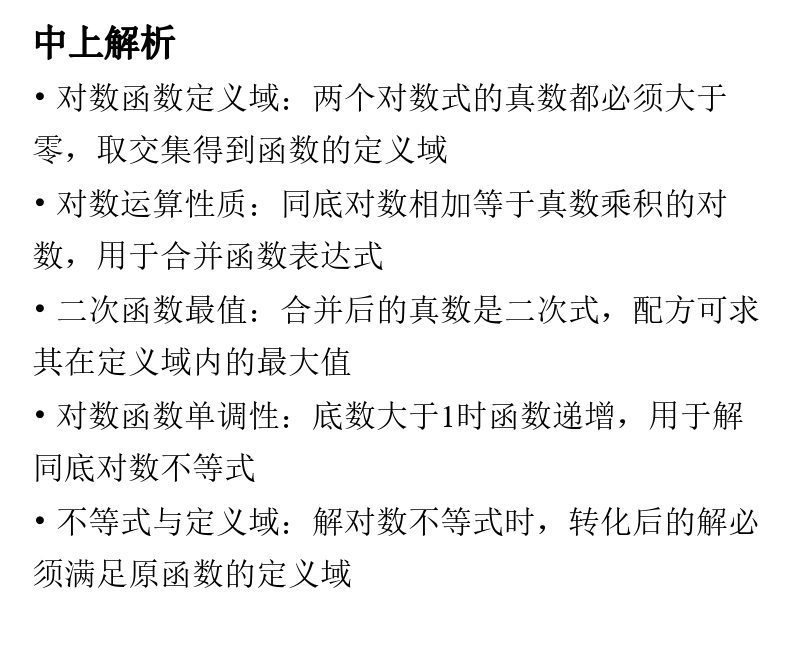 中上解析
• 对数函数定义域：两个对数式的真数都必须大于
零，取交集得到函数的定义域
• 对数运算性质：同底对数相加等于真数乘积的对
数，用于合并函数表达式
• 二次函数最值：合并后的真数是二次式，配方可求
其在定义域内的最大值
• 对数函数单调性：底数大于1时函数递增，用于解
同底对数不等式
• 不等式与定义域：解对数不等式时，转化后的解必
须满足原函数的定义域